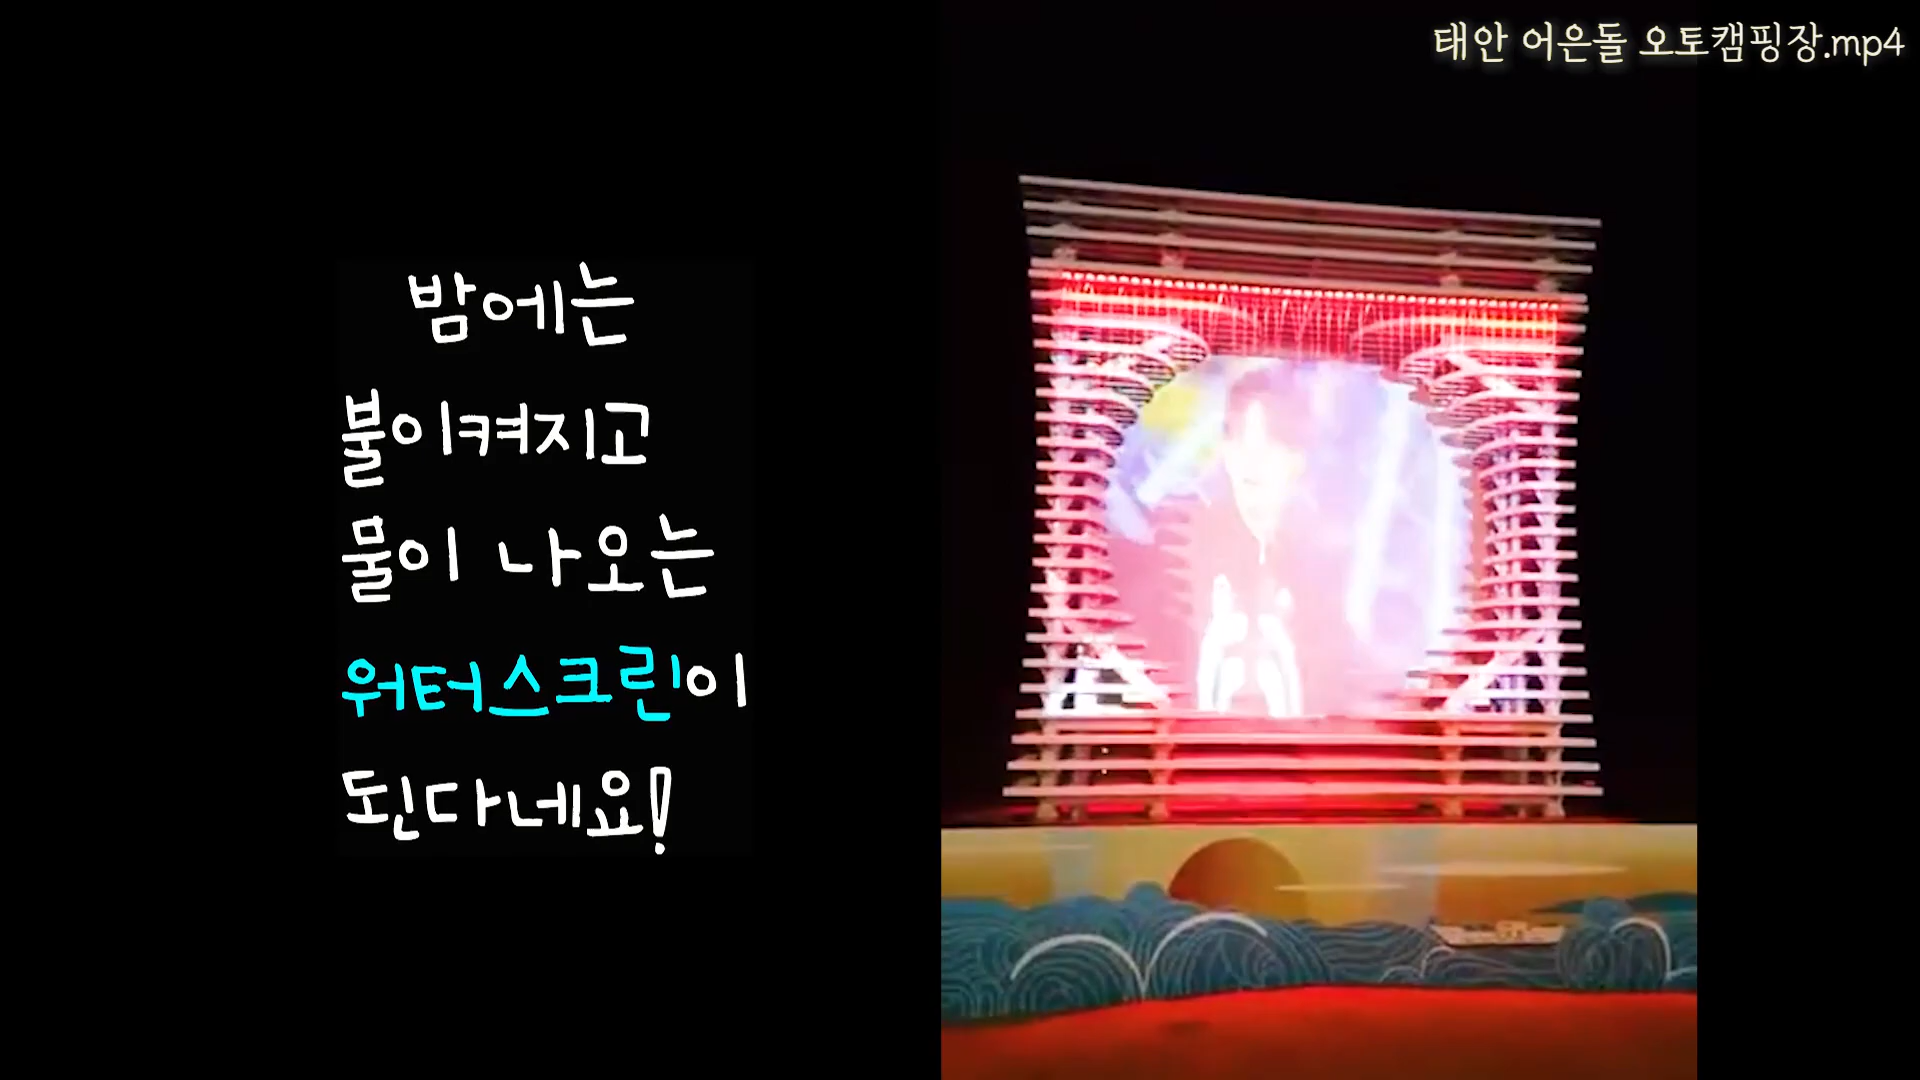 태안 어은돌 오토캠핑장.mp4
밤에는
불이켜지고
물이 나오는
워터스크린이
된다네요!